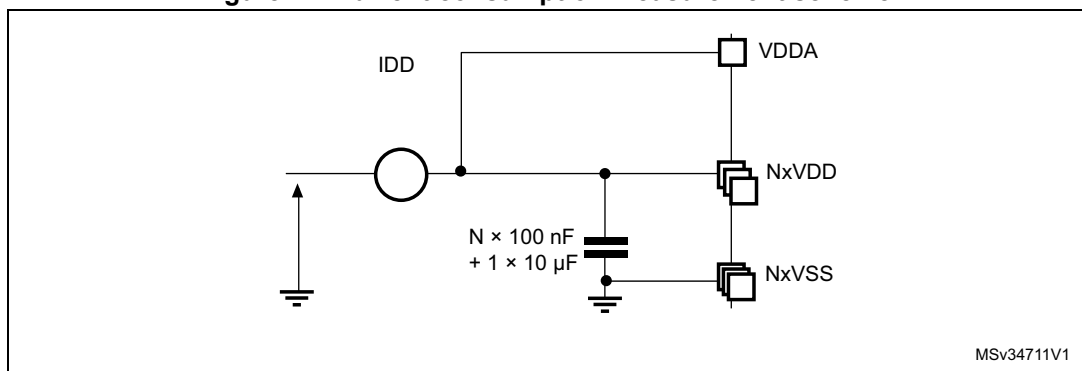 IDD
VDDA
NxVDD
N × 100 nF
+ 1 × 10 µF
NxVSS
MSv34711V1